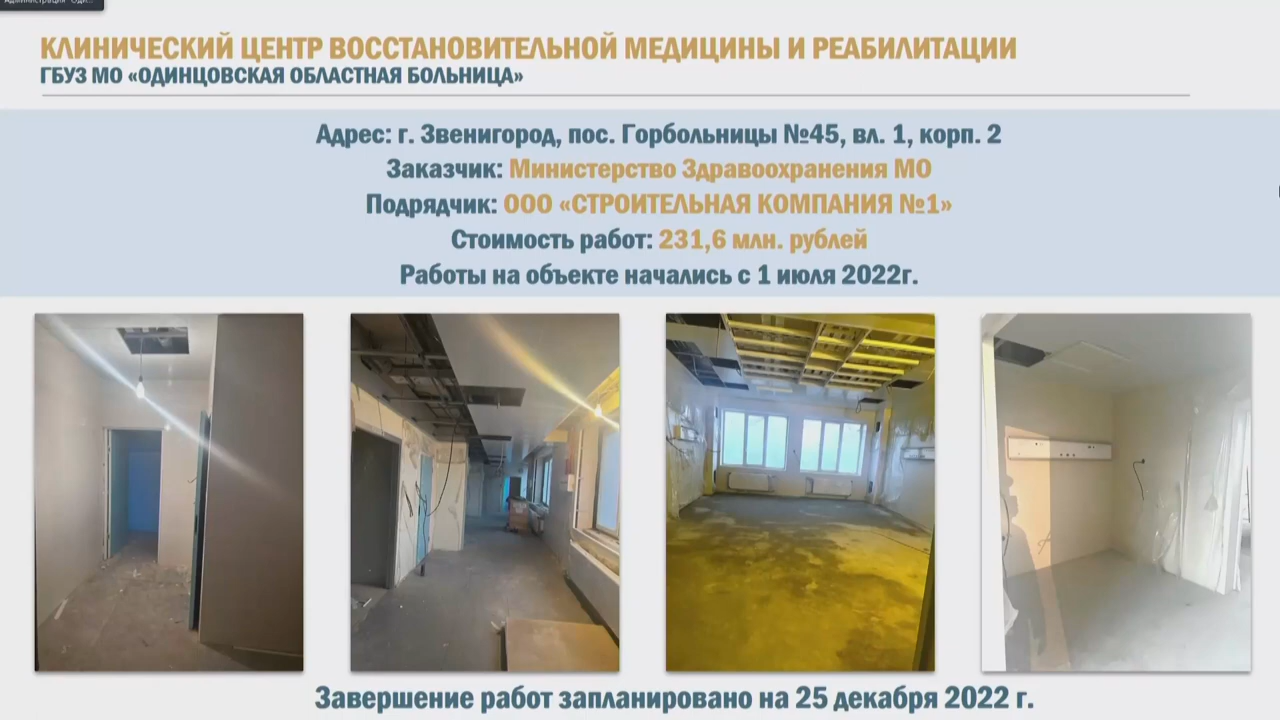 Администрация "Оди...
КЛИНИЧЕСКИЙ ЦЕНТР ВОССТАНОВИТЕЛЬНОЙ МЕДИЦИНЫ И РЕАБИЛИТАЦИИ
ГБУЗ МО «ОДИНЦОВСКАЯ ОБЛАСТНАЯ БОЛЬНИЦА»
Адрес: г. Звенигород, пос. Горбольницы №45, вл. 1, корп. 2
Заказчик: Министерство Здравоохранения МО
Подрядчик: ООО «СТРОИТЕЛЬНАЯ КОМПАНИЯ №1»
Стоимость работ: 231,6 млн. рублей
Работы на объекте начались с 1 июля 2022г.
Завершение работ запланировано на 25 декабря 2022 г.